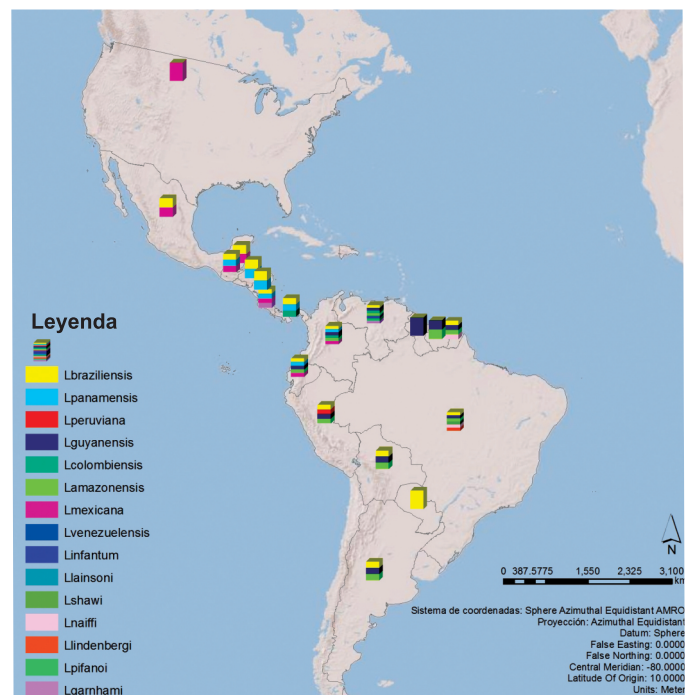 Leyenda
Lbraziliensis
Lpanamensis
Lperuviana
Lguyanensis
Lcolombiensis
Lamazonensis
Lmexicana
Lvenezuelensis
Linfantum
Llainsoni
Lshawi
Lnaiffi
Llindenbergi
Lpifanoi
Lgarnhami
N
0 387.5775 1,550 2,325 3,100
km
Sistema de coordenadas: Sphere Azimuthal Equidistant AMRO
Proyección: Azimuthal Equidistant
Datum: Sphere
False Easting: 0.0000
False Northing: 0.0000
Central Meridian: -80.0000
Latitude Of Origin: 10.0000
Units: Meter